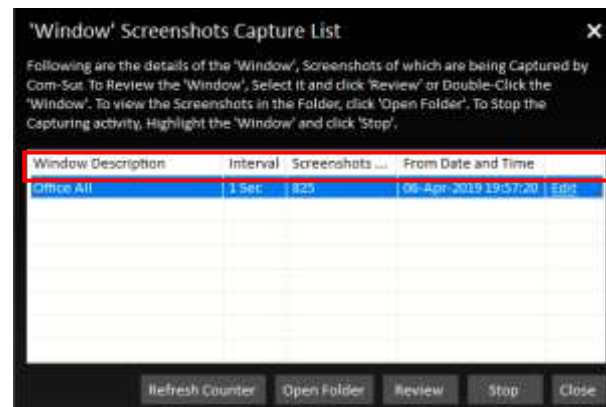 'Window' Screenshots Capture List
Following are the details of the 'Window', Screenshots of which are being Captured by
Com-Sur. To Review the 'Window', Select it and click 'Review' or Double-Click the
'Window'. To view the Screenshots in the Folder, click 'Open Folder'. To Stop the
Capturing activity, Highlight the 'Window' and click 'Stop'.
Window Description Interval Screenshots ... From Date and Time
Office All 1 Sec 825 06-Apr-2019 19:57:20 Edit
Refresh Counter Open Folder Review Stop Close